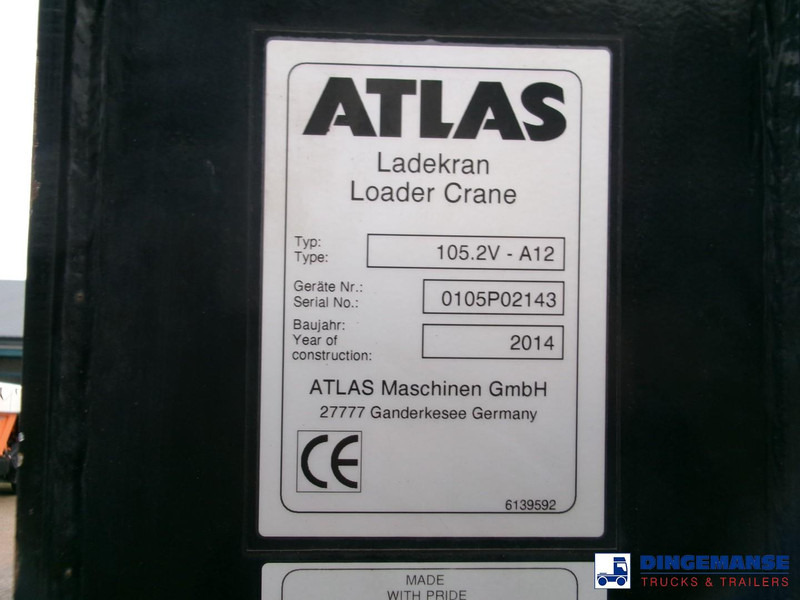 ATLAS
Ladekran
Loader Crane
Typ:
Type:
105.2V - A12
Geräte Nr.:
Serial No.:
0105P02143
Baujahr:
Year of
construction:
2014
ATLAS Maschinen GmbH
27777 Ganderkesee Germany
CE
6139592
MADE
WITH PRIDE
DINGEMANSE
TRUCKS & TRAILERS